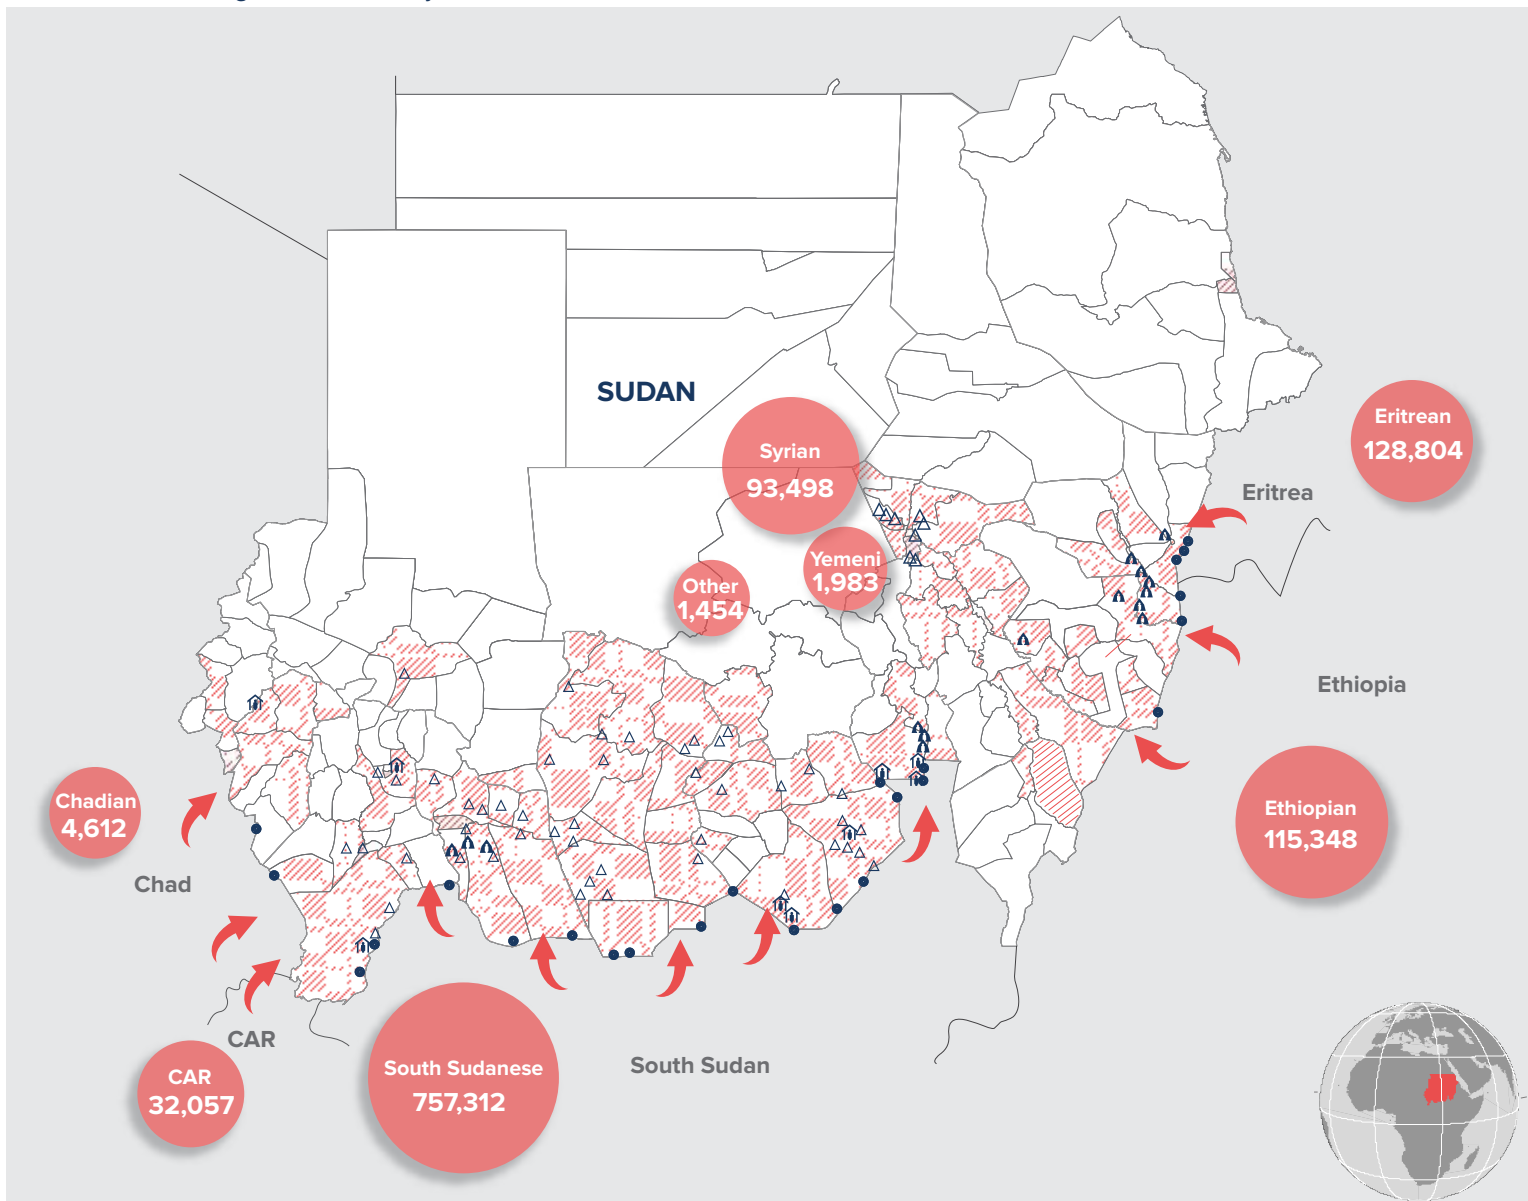 SUDAN
Syrian
93,498
Eritrean
128,804
Eritrea
Yemeni
1,983
Other
1,454
Ethiopia
Chadian
4,612
Ethiopian
115,348
Chad
CAR
South Sudan
South Sudanese
757,312
CAR
32,057